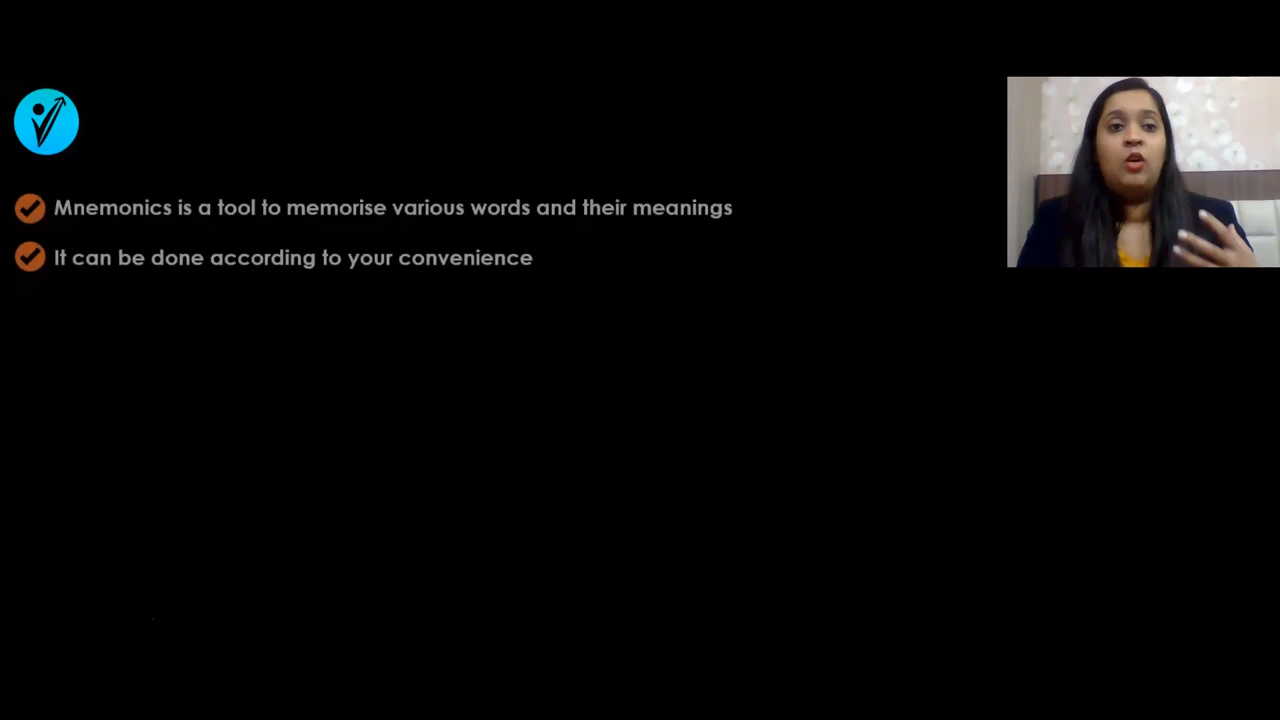 Mnemonics is a tool to memorise various words and their meanings
It can be done according to your convenience